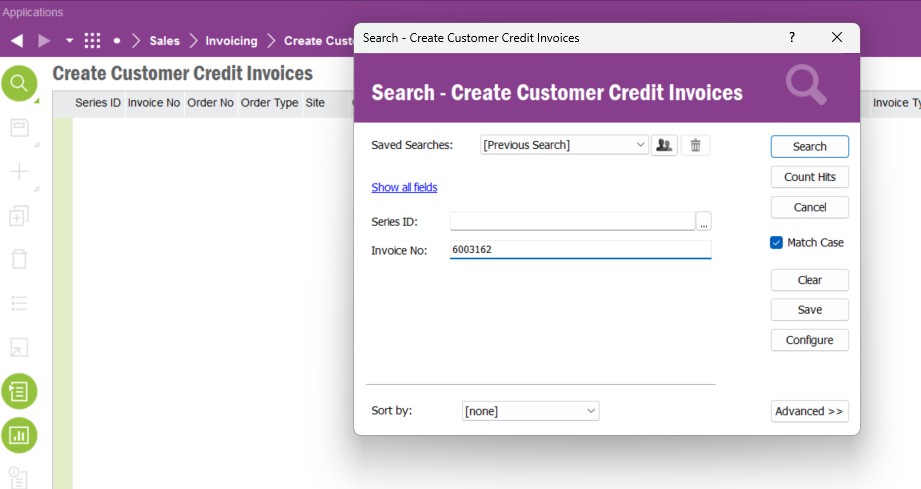 Applications
Sales Invoicing Create Cust
Create Customer Credit Invoices
Series ID Invoice No Order No Order Type Site
Invoice Ty
Search - Create Customer Credit Invoices
?
Search - Create Customer Credit Invoices
Saved Searches: [Previous Search]
Search
Show all fields
Count Hits
Series ID: ...
Cancel
Invoice No: 6003162
Match Case
Clear
Save
Configure
Sort by: [none]
Advanced >>